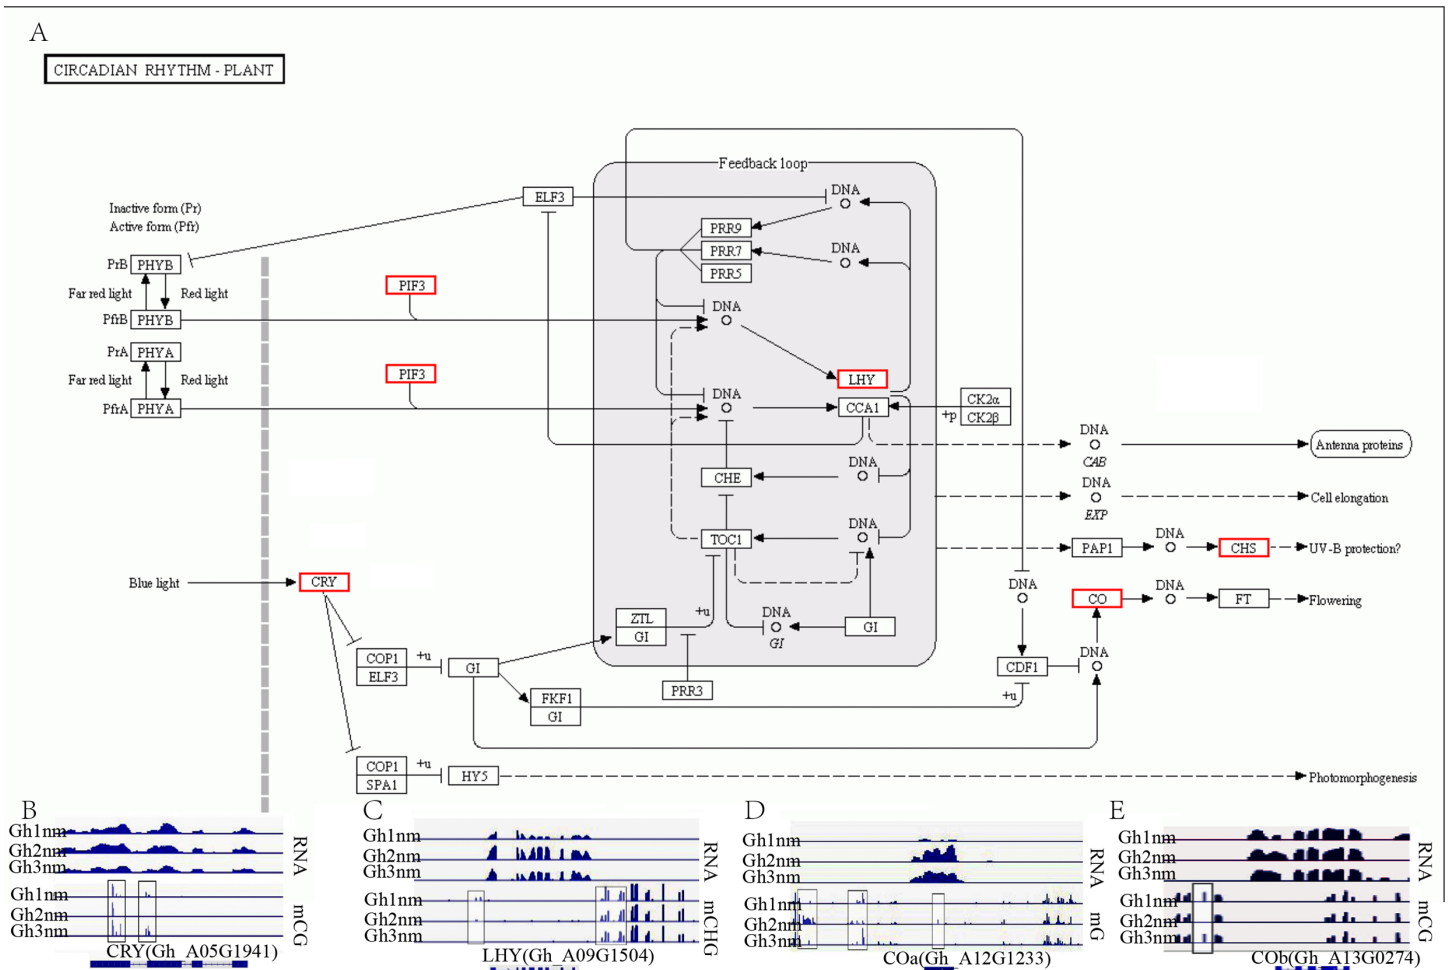 A
CIRCADIAN RHYTHM - PLANT
Feedback loop
ELF3
DNA
Inactive form (Pr)
Active form (Pfr)
PRR9
PRR7
PRR5
DNA
PrB PHYB
Far red light Red light
PfrB PHYB
PIF3
DNA
PrA PHYA
Far red light Red light
PfrA PHYA
PIF3
DNA
LHY
CCA1
+p
CK2α
CK2β
DNA
CAB
Antenna proteins
CHE
DNA
DNA
EXP
Cell elongation
TOC1
DNA
PAP1
DNA
CHS
UV-B protection?
Blue light
CRY
DNA
CO
DNA
FT
Flowering
ZTL
GI
+u
DNA
GI
GI
COP1
ELF3
+u
GI
PRR3
CDF1
DNA
+u
FKF1
GI
COP1
SPA1
+u
HY5
Photomorphogenesis
B
Gh1nm
Gh2nm
Gh3nm
RNA
Gh1nm
Gh2nm
Gh3nm
mCG
CRY(Gh_A05G1941)
C
Gh1nm
Gh2nm
Gh3nm
RNA
Gh1nm
Gh2nm
Gh3nm
mCHG
LHY(Gh_A09G1504)
D
Gh1nm
Gh2nm
Gh3nm
RNA
Gh1nm
Gh2nm
Gh3nm
mG
COa(Gh_A12G1233)
E
Gh1nm
Gh2nm
Gh3nm
RNA
Gh1nm
Gh2nm
Gh3nm
mCG
COb(Gh_A13G0274)